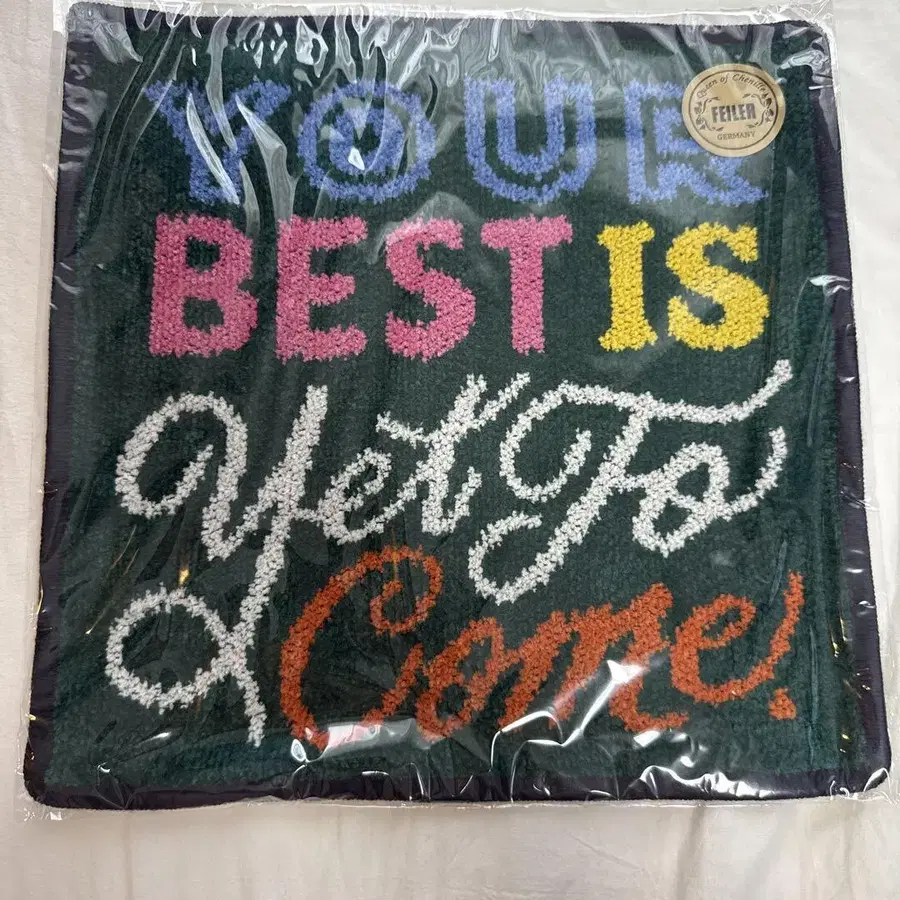 YOUR
Queen of Chenille
FEILER
GERMANY
BEST IS
Yet To
Come!